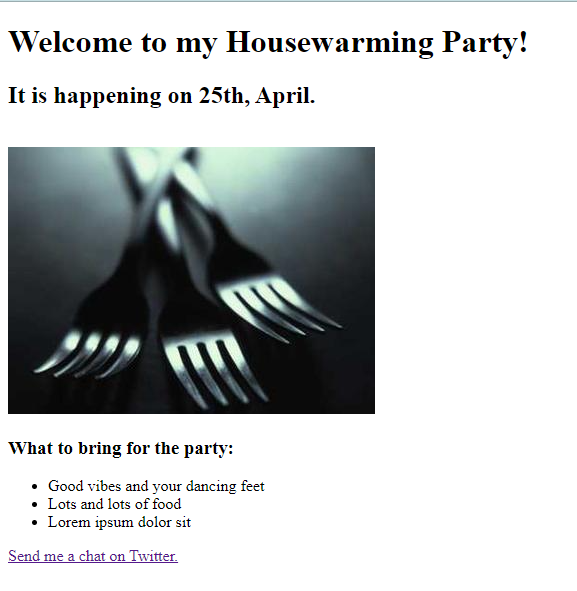 Welcome to my Housewarming Party!
It is happening on 25th, April.
What to bring for the party:
Good vibes and your dancing feet
Lots and lots of food
Lorem ipsum dolor sit
Send me a chat on Twitter.